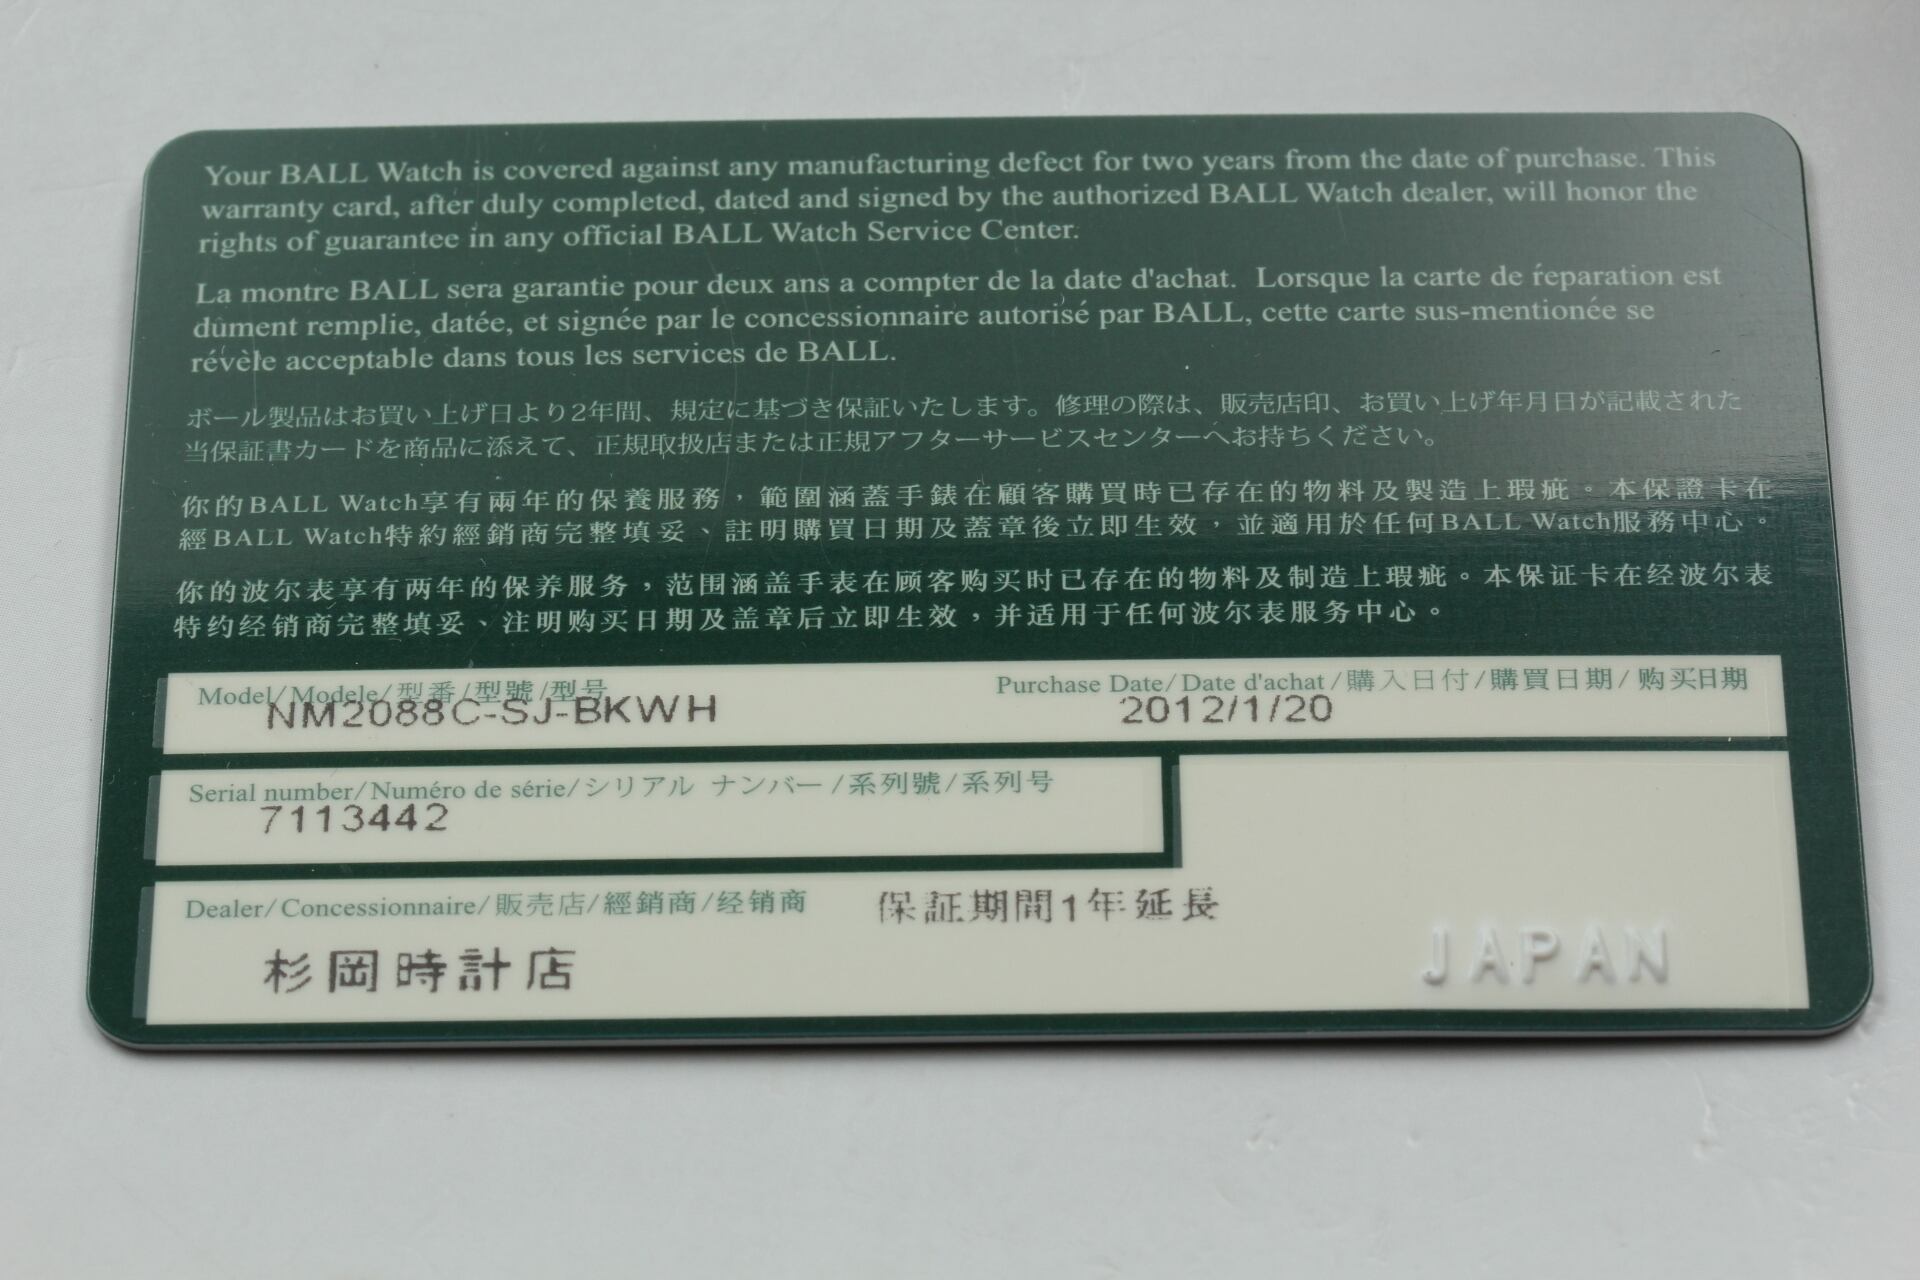 Your BALL Watch is covered against any manufacturing defect for two years from the date of purchase. This
warranty card, after duly completed, dated and signed by the authorized BALL Watch dealer, will honor the
rights of guarantee in any official BALL Watch Service Center.
La montre BALL sera garantie pour deux ans a compter de la date d'achat. Lorsque la carte de ŕeparation est
dûment remplie, datée, et signée par le concessionnaire autorisé par BALL, cette carte sus-mentionée se
révèle acceptable dans tous les services de BALL.
ボール製品はお買い上げ日より2年間、規定に基づき保証いたします。修理の際は、販売店印、お買い上げ年月日が記載された
当保証書カードを商品に添えて、正規取扱店または正規アフターサービスセンターへお持ちください。
你的BALL Watch享有兩年的保養服務，範圍涵蓋手錶在顧客購買時已存在的物料及製造上瑕疵。本保證卡在
經BALL Watch特約經銷商完整填妥、註明購買日期及蓋章後立即生效，並適用於任何BALL Watch服務中心。
你的波尔表享有两年的保养服务，范围涵盖手表在顾客购买时已存在的物料及制造上瑕疵。本保证卡在经波尔表
特约经销商完整填妥、注明购买日期及盖章后立即生效，并适用于任何波尔表服务中心。
Model/Modele/型番/型號/型号 Purchase Date/Date d'achat/購入日付/購買日期/购买日期
NM2088C-SJ-BKWH 2012/1/20
Serial number/Numéro de série/シリアル ナンバー/系列號/系列号
7113442
Dealer/Concessionnaire/販売店/經銷商/经销商 保証期間1年延長
杉岡時計店 JAPAN